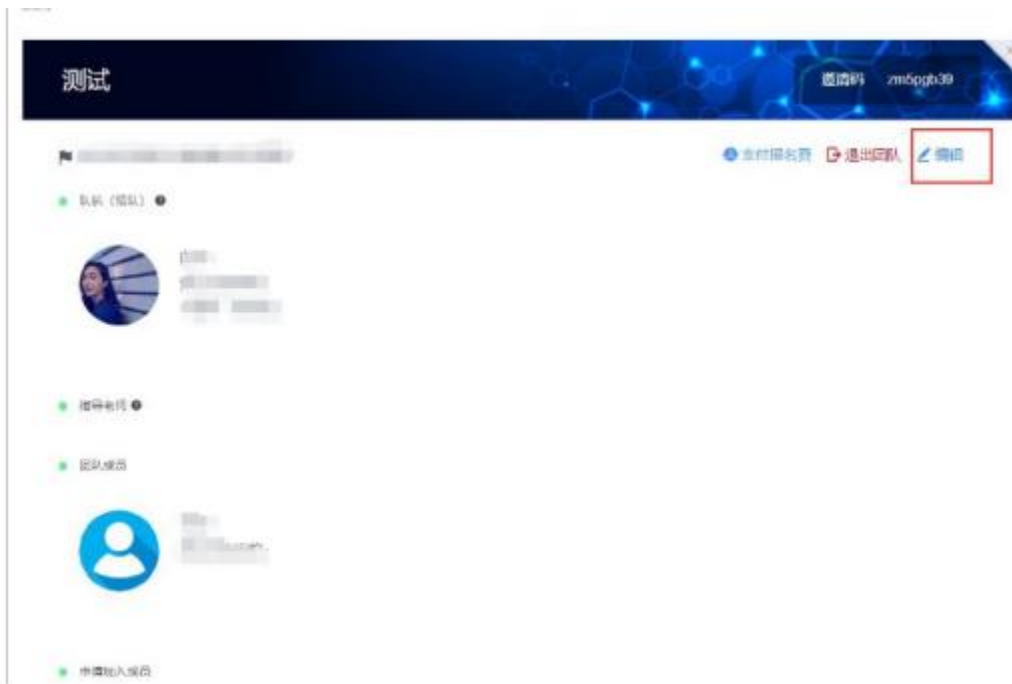 测试
邀请码 zm5pgb39
支付报名费 退出团队 编辑
队长（领队）
指导老师
团队成员
申请加入成员